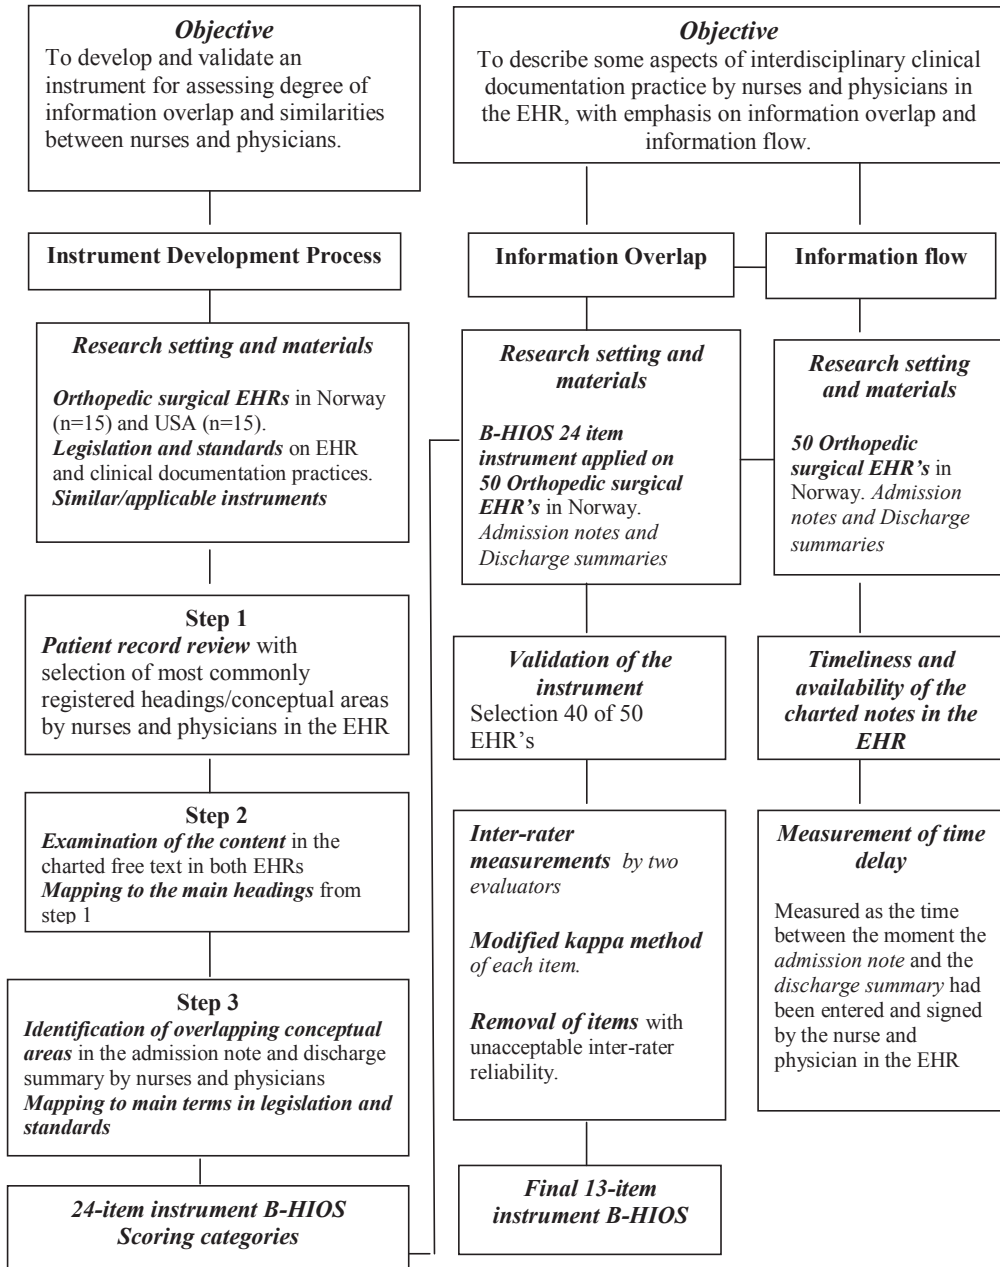 Objective
To develop and validate an
instrument for assessing degree of
information overlap and similarities
between nurses and physicians.
Objective
To describe some aspects of interdisciplinary clinical
documentation practice by nurses and physicians in
the EHR, with emphasis on information overlap and
information flow.
Instrument Development Process
Information Overlap
Information flow
Research setting and materials
Orthopedic surgical EHRs in Norway
(n=15) and USA (n=15).
Legislation and standards on EHR
and clinical documentation practices.
Similar/applicable instruments
Step 1
Patient record review with
selection of most commonly
registered headings/conceptual areas
by nurses and physicians in the EHR
Step 2
Examination of the content in the
charted free text in both EHRs
Mapping to the main headings from
step 1
Step 3
Identification of overlapping conceptual
areas in the admission note and discharge
summary by nurses and physicians
Mapping to main terms in legislation and
standards
24-item instrument B-HIOS
Scoring categories
Research setting and
materials
B-HIOS 24 item
instrument applied on
50 Orthopedic surgical
EHR's in Norway.
Admission notes and
Discharge summaries
Validation of the
instrument
Selection 40 of 50
EHR's
Inter-rater
measurements by two
evaluators
Modified kappa method
of each item.
Removal of items with
unacceptable inter-rater
reliability.
Final 13-item
instrument B-HIOS
Research setting
and materials
50 Orthopedic
surgical EHR's in
Norway. Admission
notes and Discharge
summaries
Timeliness and
availability of the
charted notes in the
EHR
Measurement of time
delay
Measured as the time
between the moment the
admission note and the
discharge summary had
been entered and signed
by the nurse and
physician in the EHR